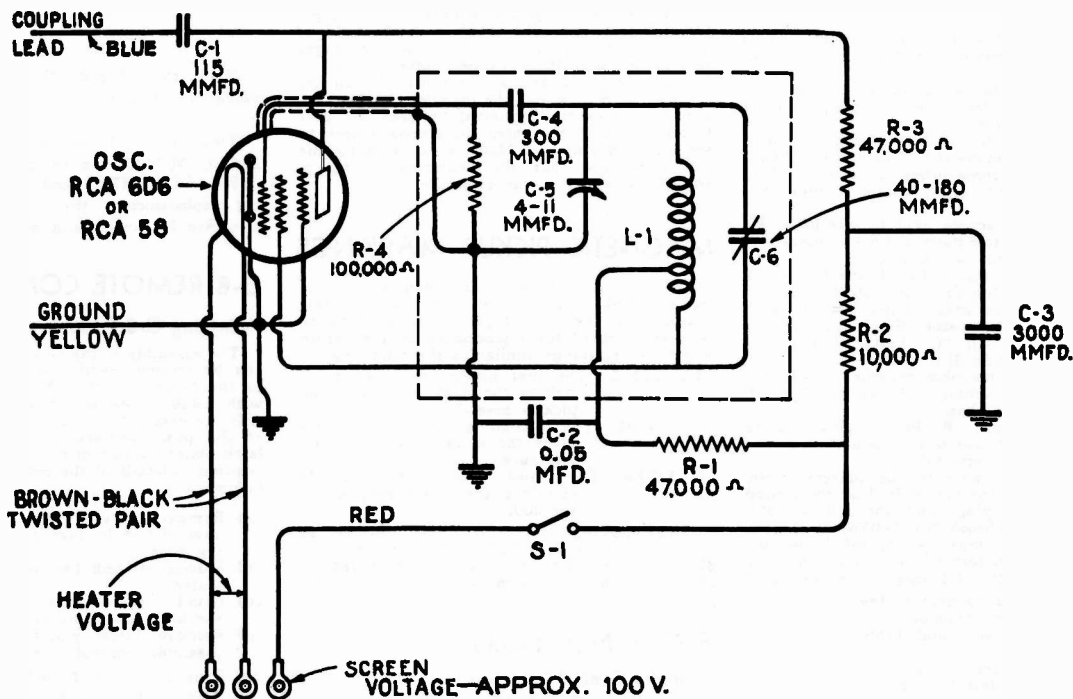 COUPLING
LEAD BLUE
C-1
115
MMFD.
OSC.
RCA 6D6
OR
RCA 58
C-4
300
MMFD.
C-5
4-11
MMFD.
R-4
100,000 Ω
L-1
C-6
40-180
MMFD.
R-3
47,000 Ω
R-2
10,000 Ω
C-3
3000
MMFD.
GROUND
YELLOW
C-2
0.05
MFD.
R-1
47,000 Ω
BROWN-BLACK
TWISTED PAIR
RED
S-1
HEATER
VOLTAGE
SCREEN
VOLTAGE—APPROX. 100 V.